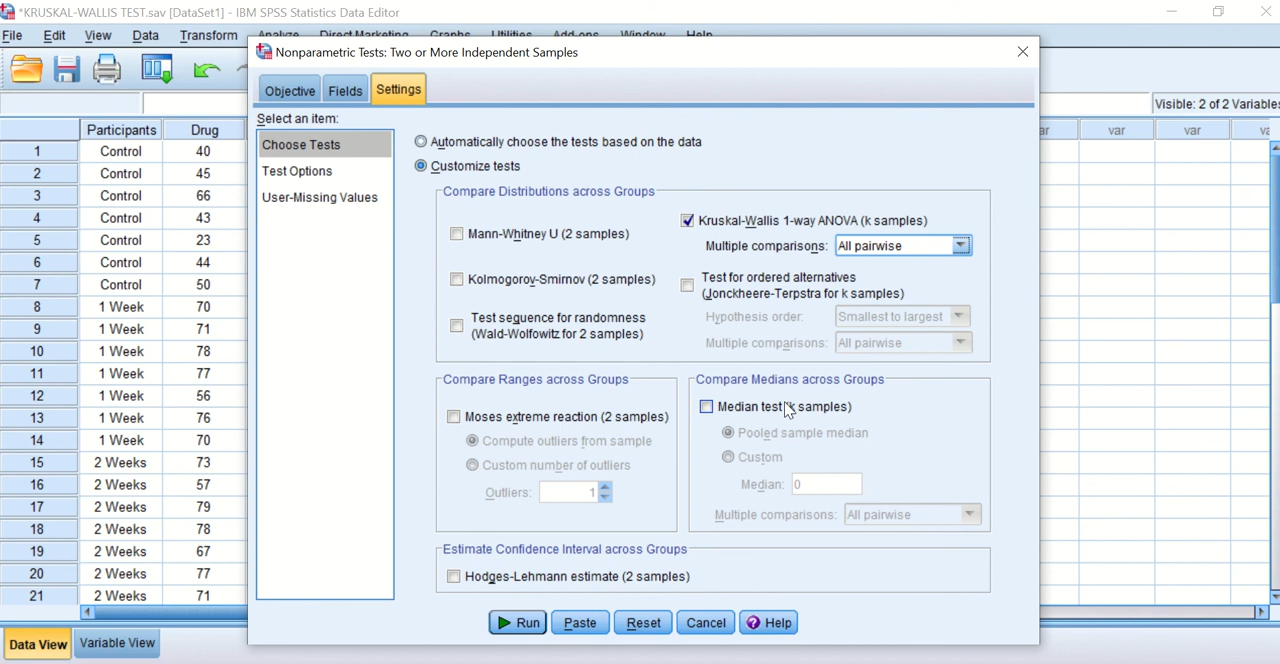 *KRUSKAL-WALLIS TEST.sav [DataSet1] - IBM SPSS Statistics Data Editor
File Edit View Data Transform Analyze Direct Marketing Graphs Utilities Add-ons Window Help
Nonparametric Tests: Two or More Independent Samples
Objective Fields Settings
Visible: 2 of 2 Variables
Select an item:
Participants Drug
var var
Choose Tests
Test Options
User-Missing Values
Automatically choose the tests based on the data
Customize tests
Compare Distributions across Groups
Mann-Whitney U (2 samples)
Kolmogorov-Smirnov (2 samples)
Test sequence for randomness
(Wald-Wolfowitz for 2 samples)
Kruskal-Wallis 1-way ANOVA (k samples)
Multiple comparisons: All pairwise
Test for ordered alternatives
(Jonckheere-Terpstra for k samples)
Hypothesis order: Smallest to largest
Multiple comparisons: All pairwise
Compare Ranges across Groups
Moses extreme reaction (2 samples)
Compute outliers from sample
Custom number of outliers
Outliers: 1
Compare Medians across Groups
Median test (k samples)
Pooled sample median
Custom
Median: 0
Multiple comparisons: All pairwise
Estimate Confidence Interval across Groups
Hodges-Lehmann estimate (2 samples)
Run Paste Reset Cancel Help
1 Control 40
2 Control 45
3 Control 66
4 Control 43
5 Control 23
6 Control 44
7 Control 50
8 1 Week 70
9 1 Week 71
10 1 Week 78
11 1 Week 77
12 1 Week 56
13 1 Week 76
14 1 Week 70
15 2 Weeks 73
16 2 Weeks 57
17 2 Weeks 79
18 2 Weeks 78
19 2 Weeks 67
20 2 Weeks 77
21 2 Weeks 71
Data View Variable View